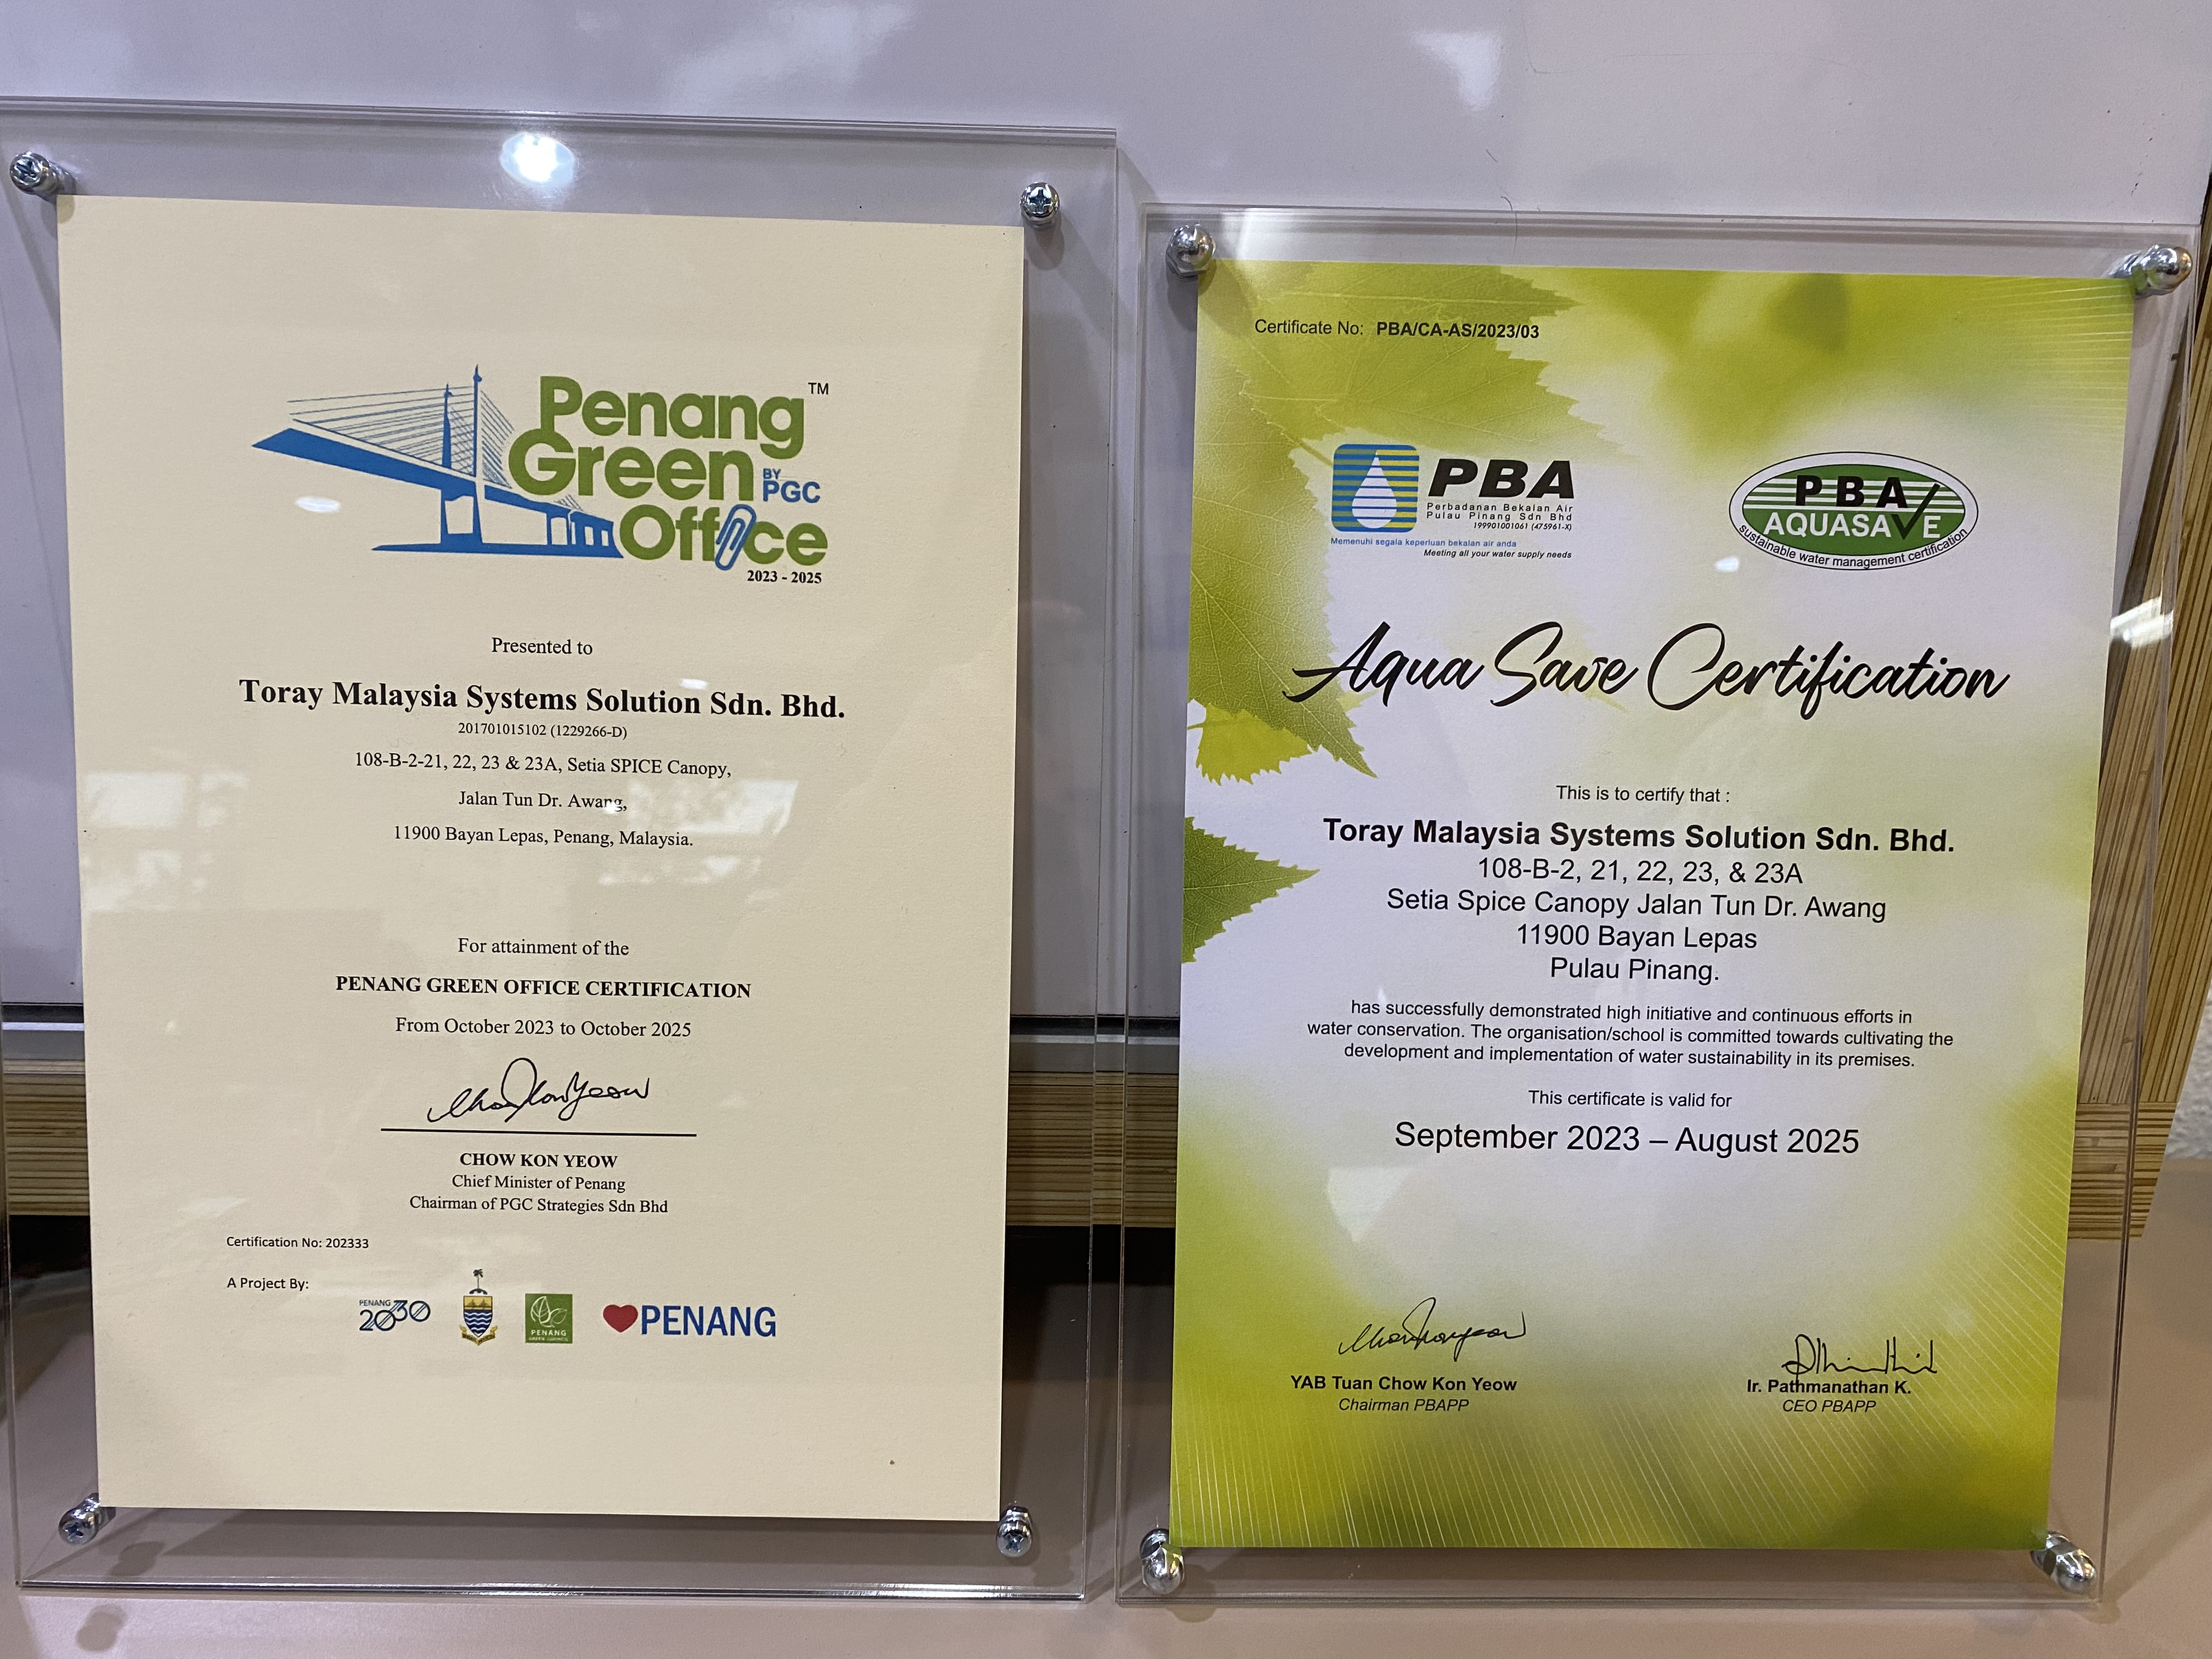 Penang
Green BY PGC
Office
TM
2023 - 2025
Presented to
Toray Malaysia Systems Solution Sdn. Bhd.
201701015102 (1229266-D)
108-B-2-21, 22, 23 & 23A, Setia SPICE Canopy,
Jalan Tun Dr. Awang,
11900 Bayan Lepas, Penang, Malaysia.
For attainment of the
PENANG GREEN OFFICE CERTIFICATION
From October 2023 to October 2025
CHOW KON YEOW
Chief Minister of Penang
Chairman of PGC Strategies Sdn Bhd
Certification No: 202333
A Project By:
PENANG
2030
PENANG
GREEN COUNCIL
PENANG
Certificate No: PBA/CA-AS/2023/03
PBA
Perbadanan Bekalan Air
Pulau Pinang Sdn Bhd
199901001061 (475961-X)
Memenuhi segala keperluan bekalan air anda
Meeting all your water supply needs
PBA
AQUASAVE
sustainable water management certification
Aqua Save Certification
This is to certify that :
Toray Malaysia Systems Solution Sdn. Bhd.
108-B-2, 21, 22, 23, & 23A
Setia Spice Canopy Jalan Tun Dr. Awang
11900 Bayan Lepas
Pulau Pinang.
has successfully demonstrated high initiative and continuous efforts in
water conservation. The organisation/school is committed towards cultivating the
development and implementation of water sustainability in its premises.
This certificate is valid for
September 2023 – August 2025
YAB Tuan Chow Kon Yeow
Chairman PBAPP
Ir. Pathmanathan K.
CEO PBAPP